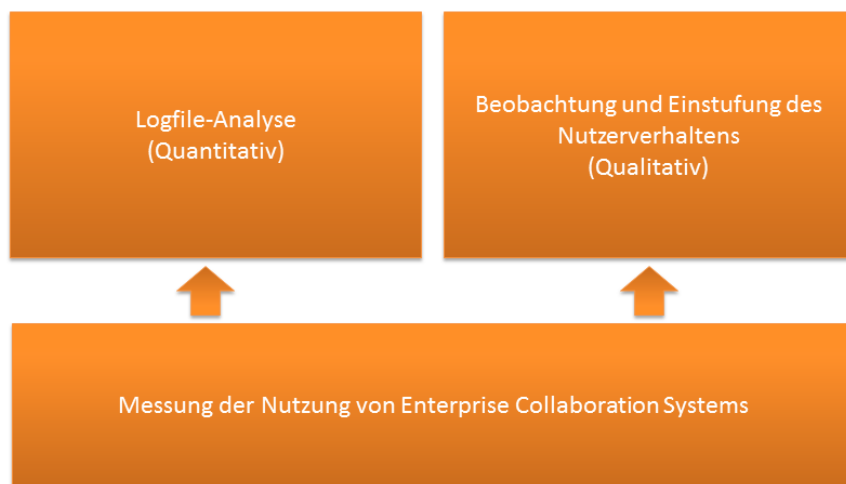 Logfile-Analyse
(Quantitativ)
Beobachtung und Einstufung des
Nutzerverhaltens
(Qualitativ)
Messung der Nutzung von Enterprise Collaboration Systems